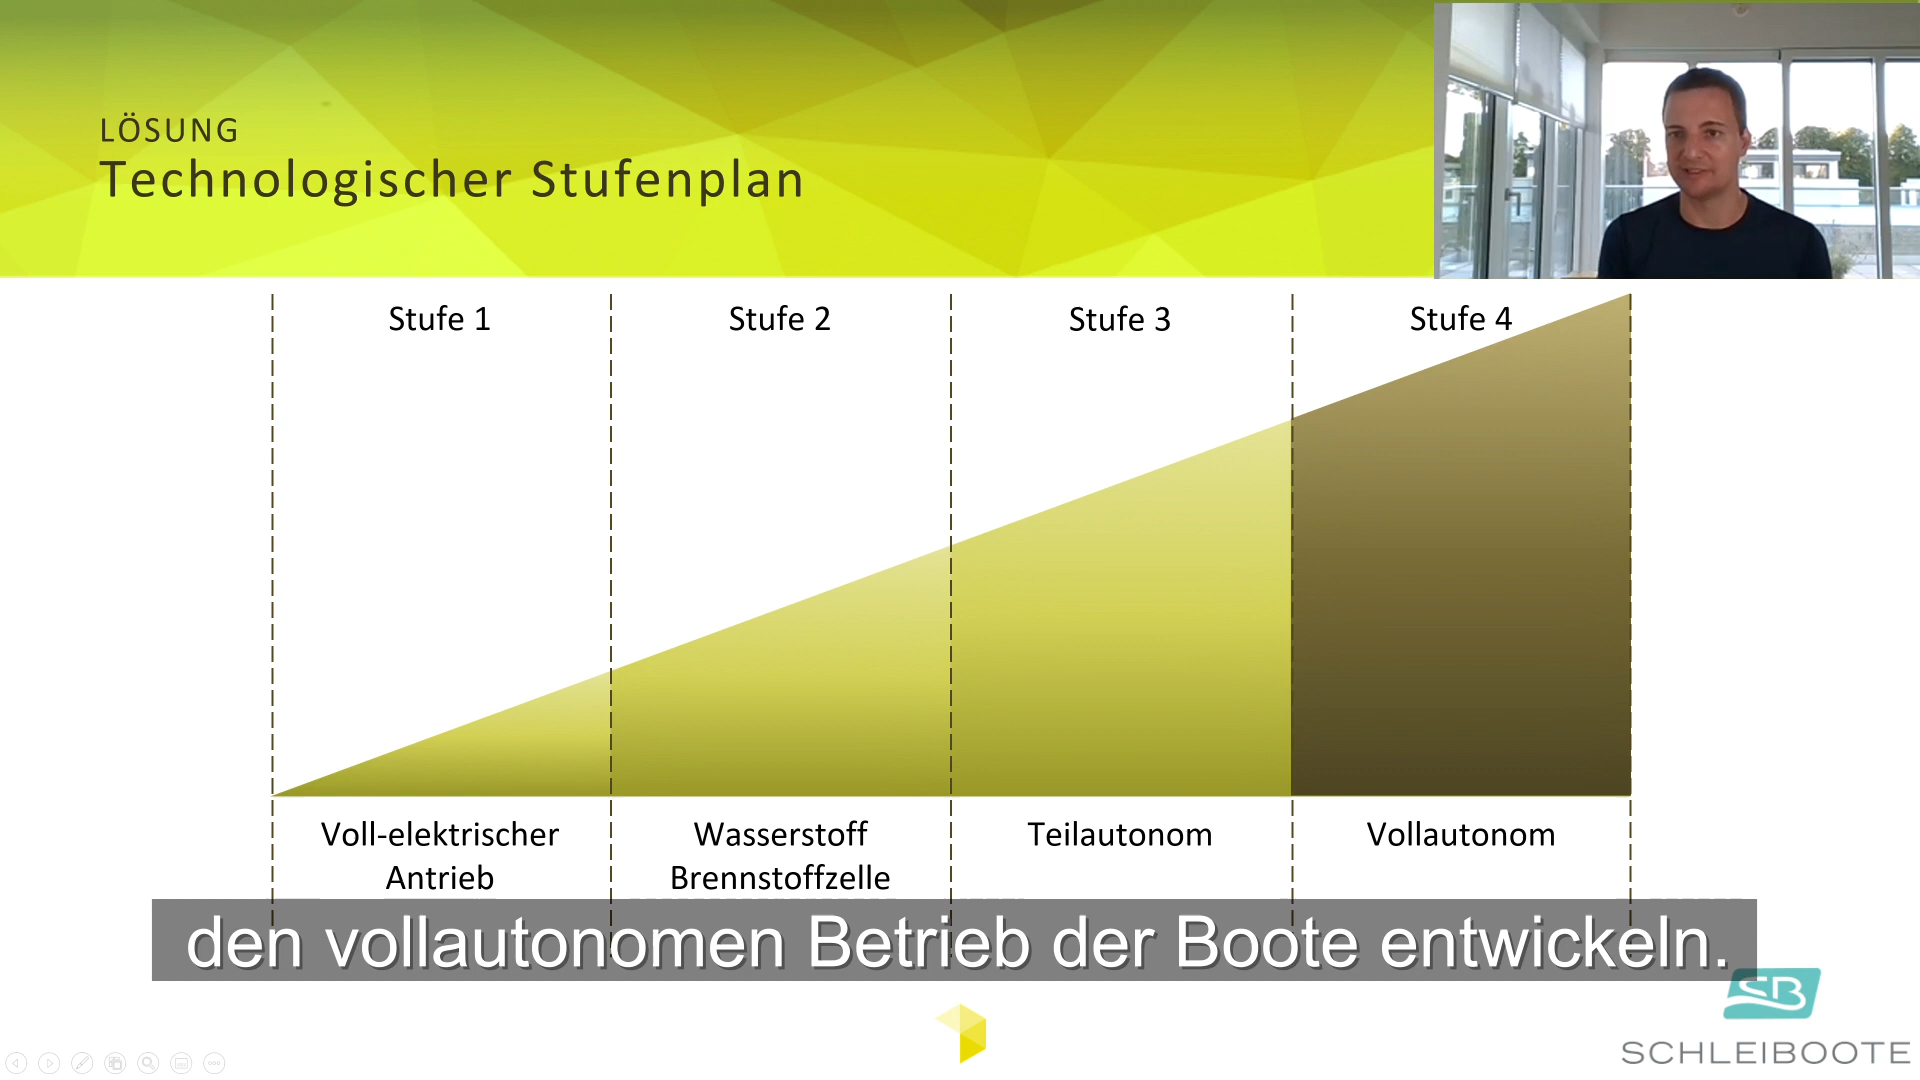 LÖSUNG
Technologischer Stufenplan
Stufe 1
Stufe 2
Stufe 3
Stufe 4
Voll-elektrischer
Antrieb
Wasserstoff
Brennstoffzelle
Teilautonom
Vollautonom
den vollautonomen Betrieb der Boote entwickeln.
SB
SCHLEIBOOTE